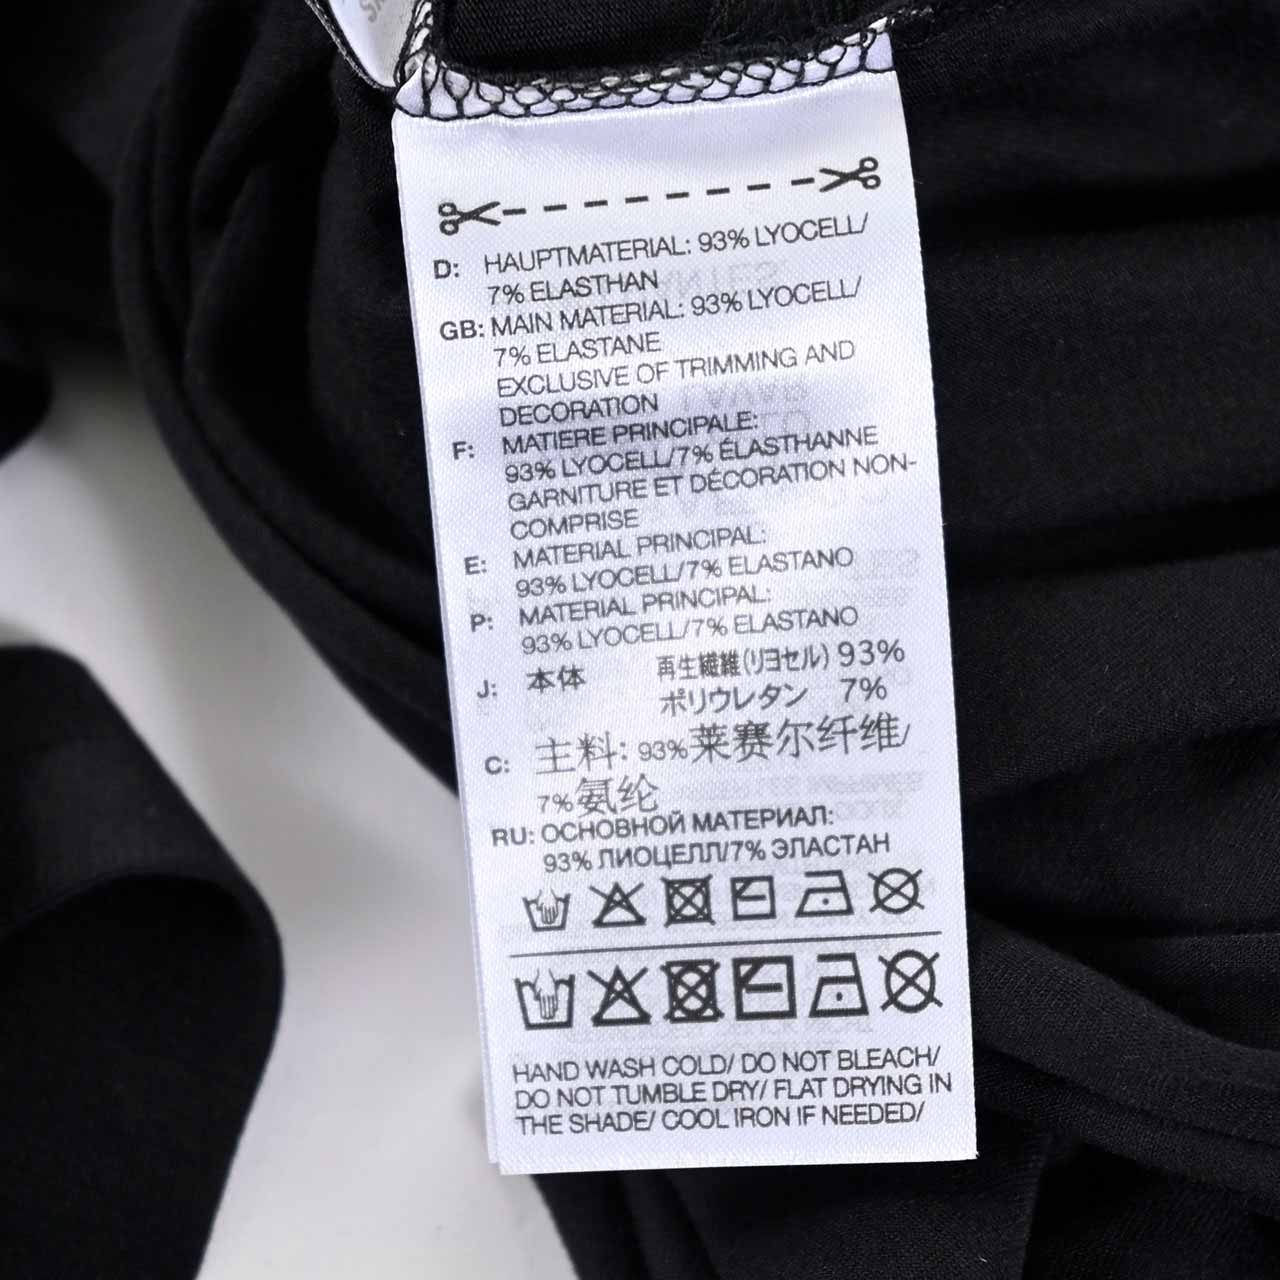 D: HAUPTMATERIAL: 93% LYOCELL/
7% ELASTHAN
GB: MAIN MATERIAL: 93% LYOCELL/
7% ELASTANE
EXCLUSIVE OF TRIMMING AND
DECORATION
F: MATIERE PRINCIPALE:
93% LYOCELL/7% ÉLASTHANNE
GARNITURE ET DÉCORATION NON-
COMPRISE
E: MATERIAL PRINCIPAL:
93% LYOCELL/7% ELASTANO
P: MATERIAL PRINCIPAL:
93% LYOCELL/7% ELASTANO
J: 本体 再生繊維(リヨセル) 93%
ポリウレタン 7%
C: 主料: 93%莱赛尔纤维/
7%氨纶
RU: ОСНОВНОЙ МАТЕРИАЛ:
93% ЛИОЦЕЛЛ/7% ЭЛАСТАН
HAND WASH COLD/ DO NOT BLEACH/
DO NOT TUMBLE DRY/ FLAT DRYING IN
THE SHADE/ COOL IRON IF NEEDED/